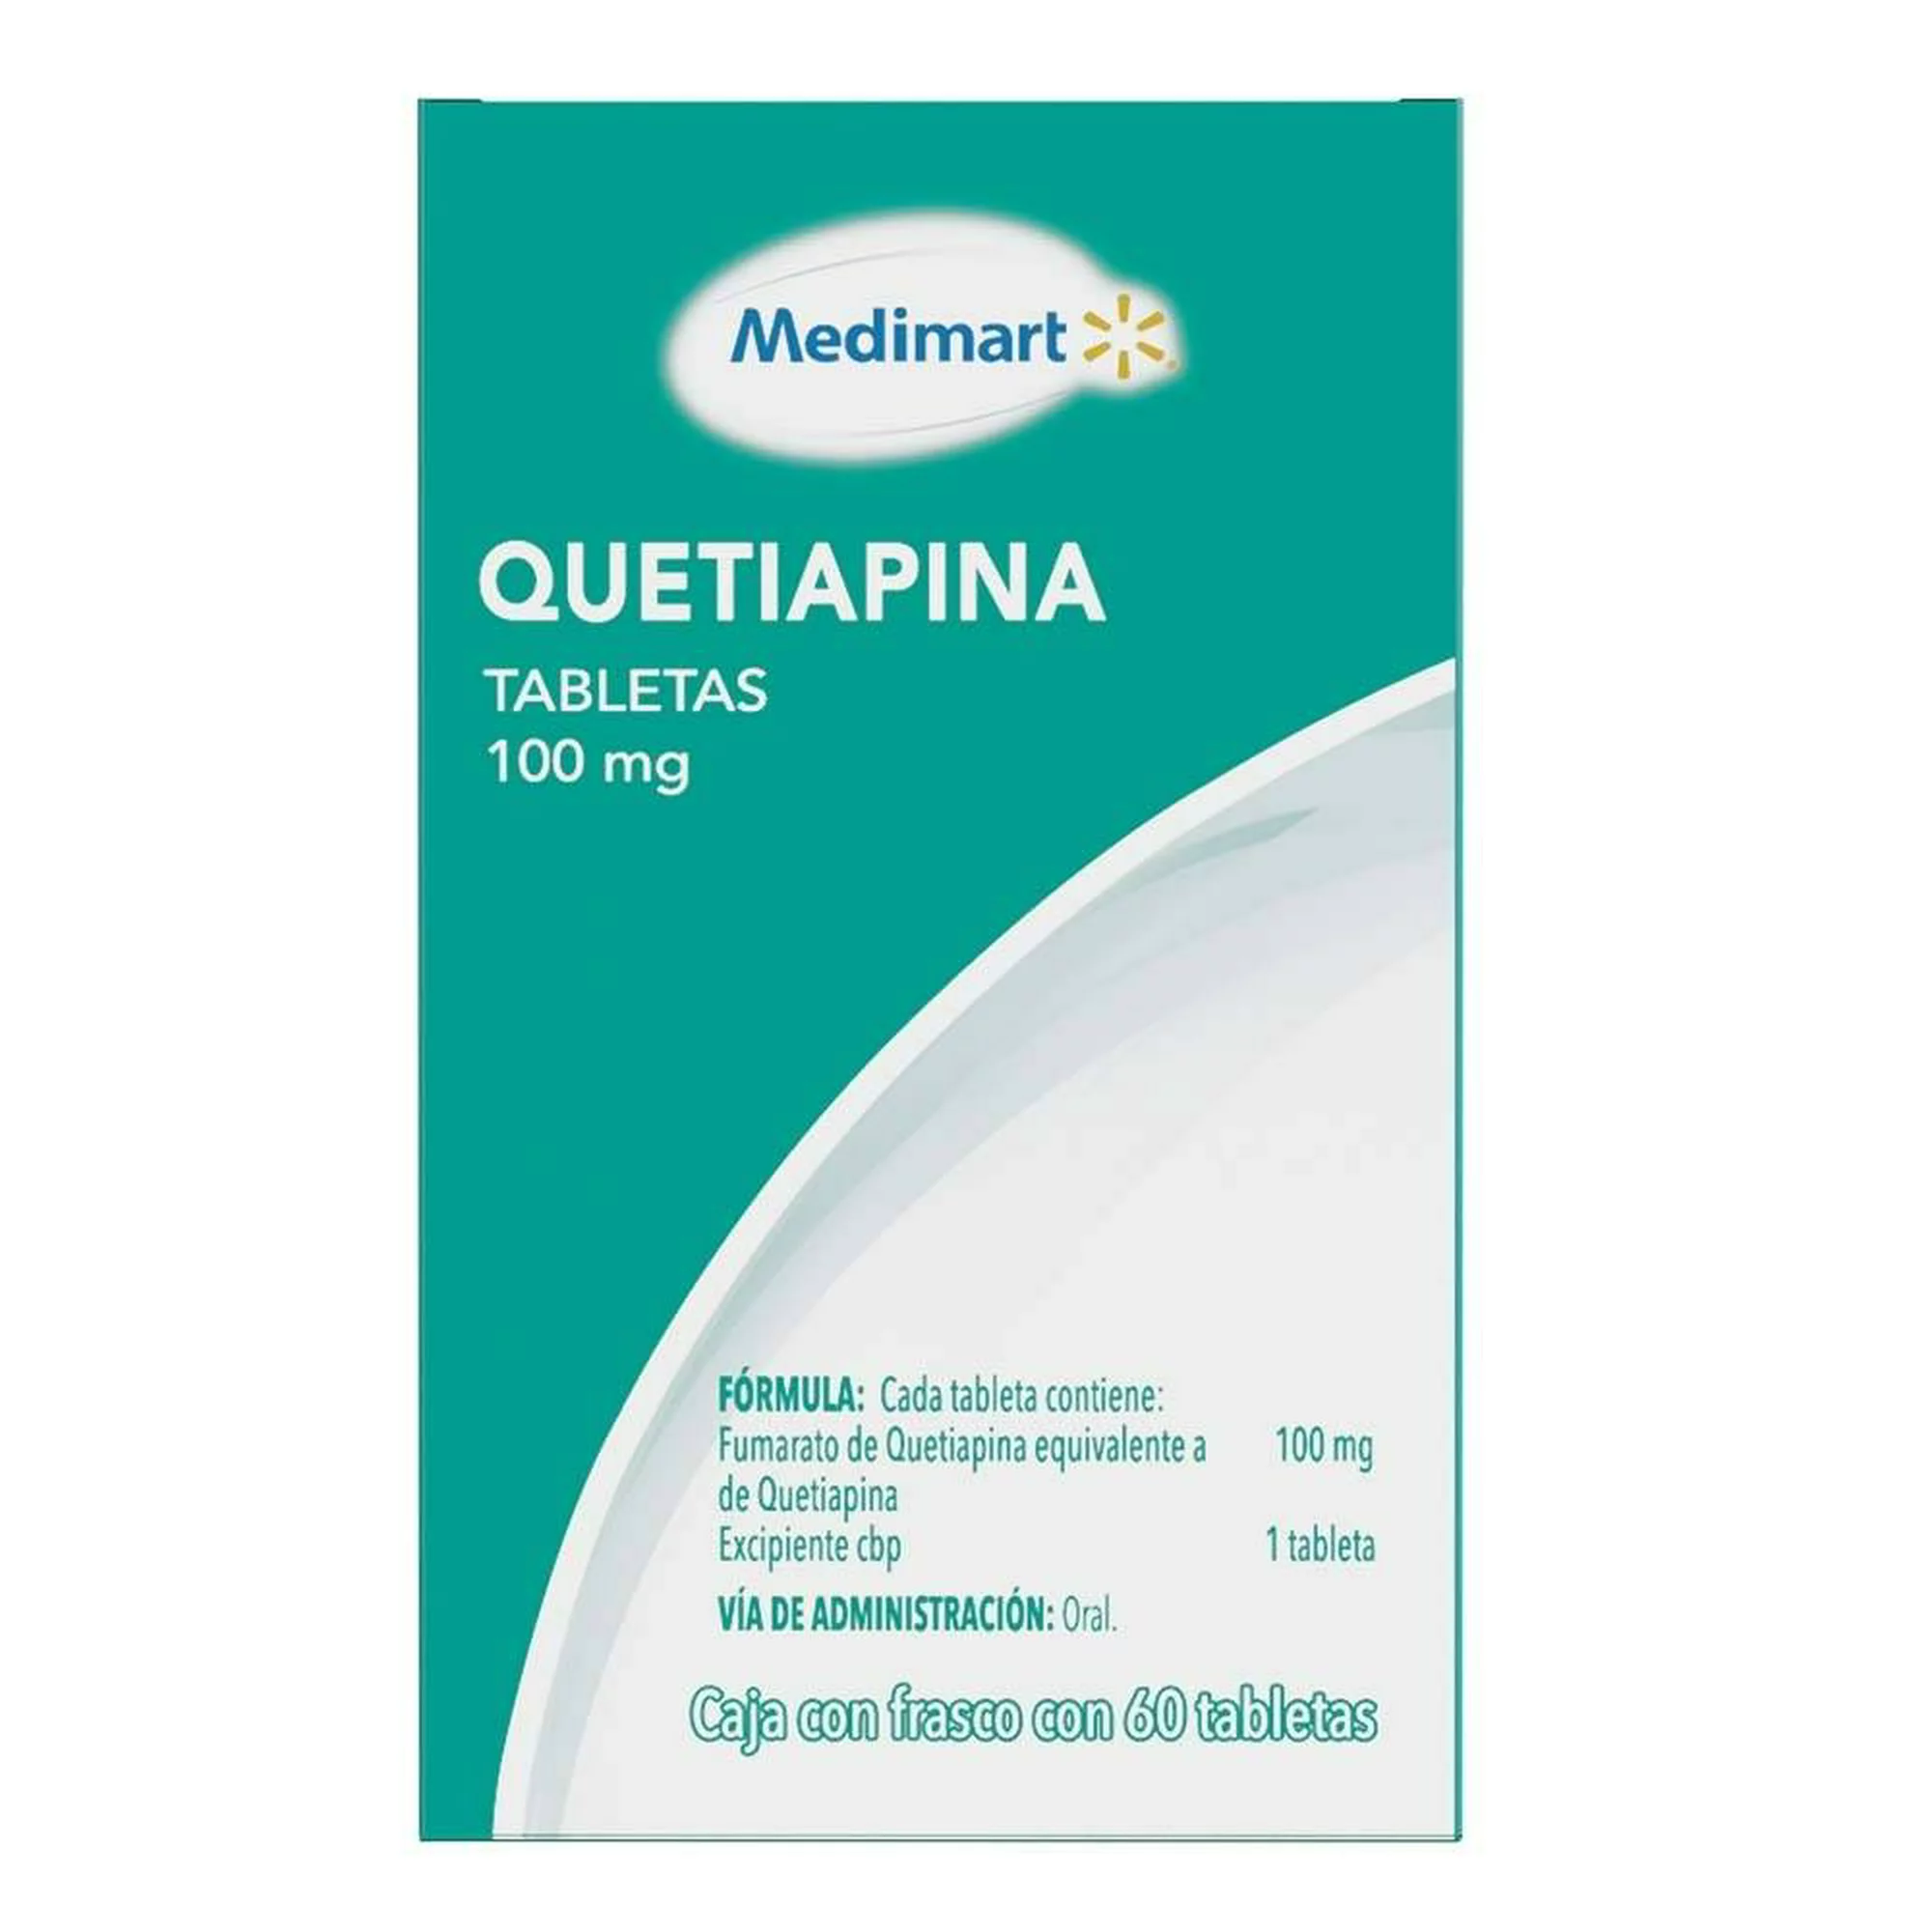 Medimart
QUETIAPINA
TABLETAS
100 mg
FÓRMULA: Cada tableta contiene:
Fumarato de Quetiapina equivalente a 100 mg
de Quetiapina
Excipiente cbp 1 tableta
VÍA DE ADMINISTRACIÓN: Oral.
Caja con frasco con 60 tabletas